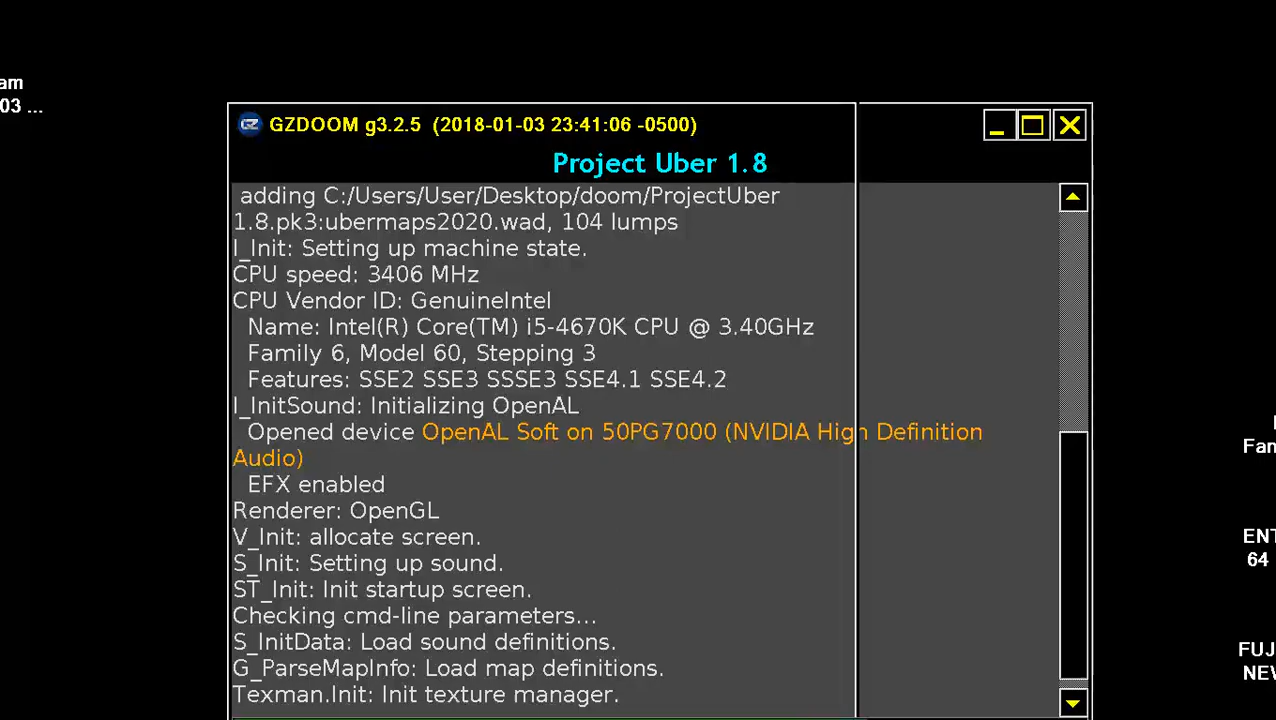 am
03 ...
GZDOOM g3.2.5 (2018-01-03 23:41:06 -0500)
Project Uber 1.8
adding C:/Users/User/Desktop/doom/ProjectUber
1.8.pk3:ubermaps2020.wad, 104 lumps
I_Init: Setting up machine state.
CPU speed: 3406 MHz
CPU Vendor ID: GenuineIntel
Name: Intel(R) Core(TM) i5-4670K CPU @ 3.40GHz
Family 6, Model 60, Stepping 3
Features: SSE2 SSE3 SSSE3 SSE4.1 SSE4.2
I_InitSound: Initializing OpenAL
Opened device OpenAL Soft on 50PG7000 (NVIDIA High Definition
Audio)
EFX enabled
Renderer: OpenGL
V_Init: allocate screen.
S_Init: Setting up sound.
ST_Init: Init startup screen.
Checking cmd-line parameters...
S_InitData: Load sound definitions.
G_ParseMapInfo: Load map definitions.
Texman.Init: Init texture manager.
Fan
ENT
64
FUJ
NEV